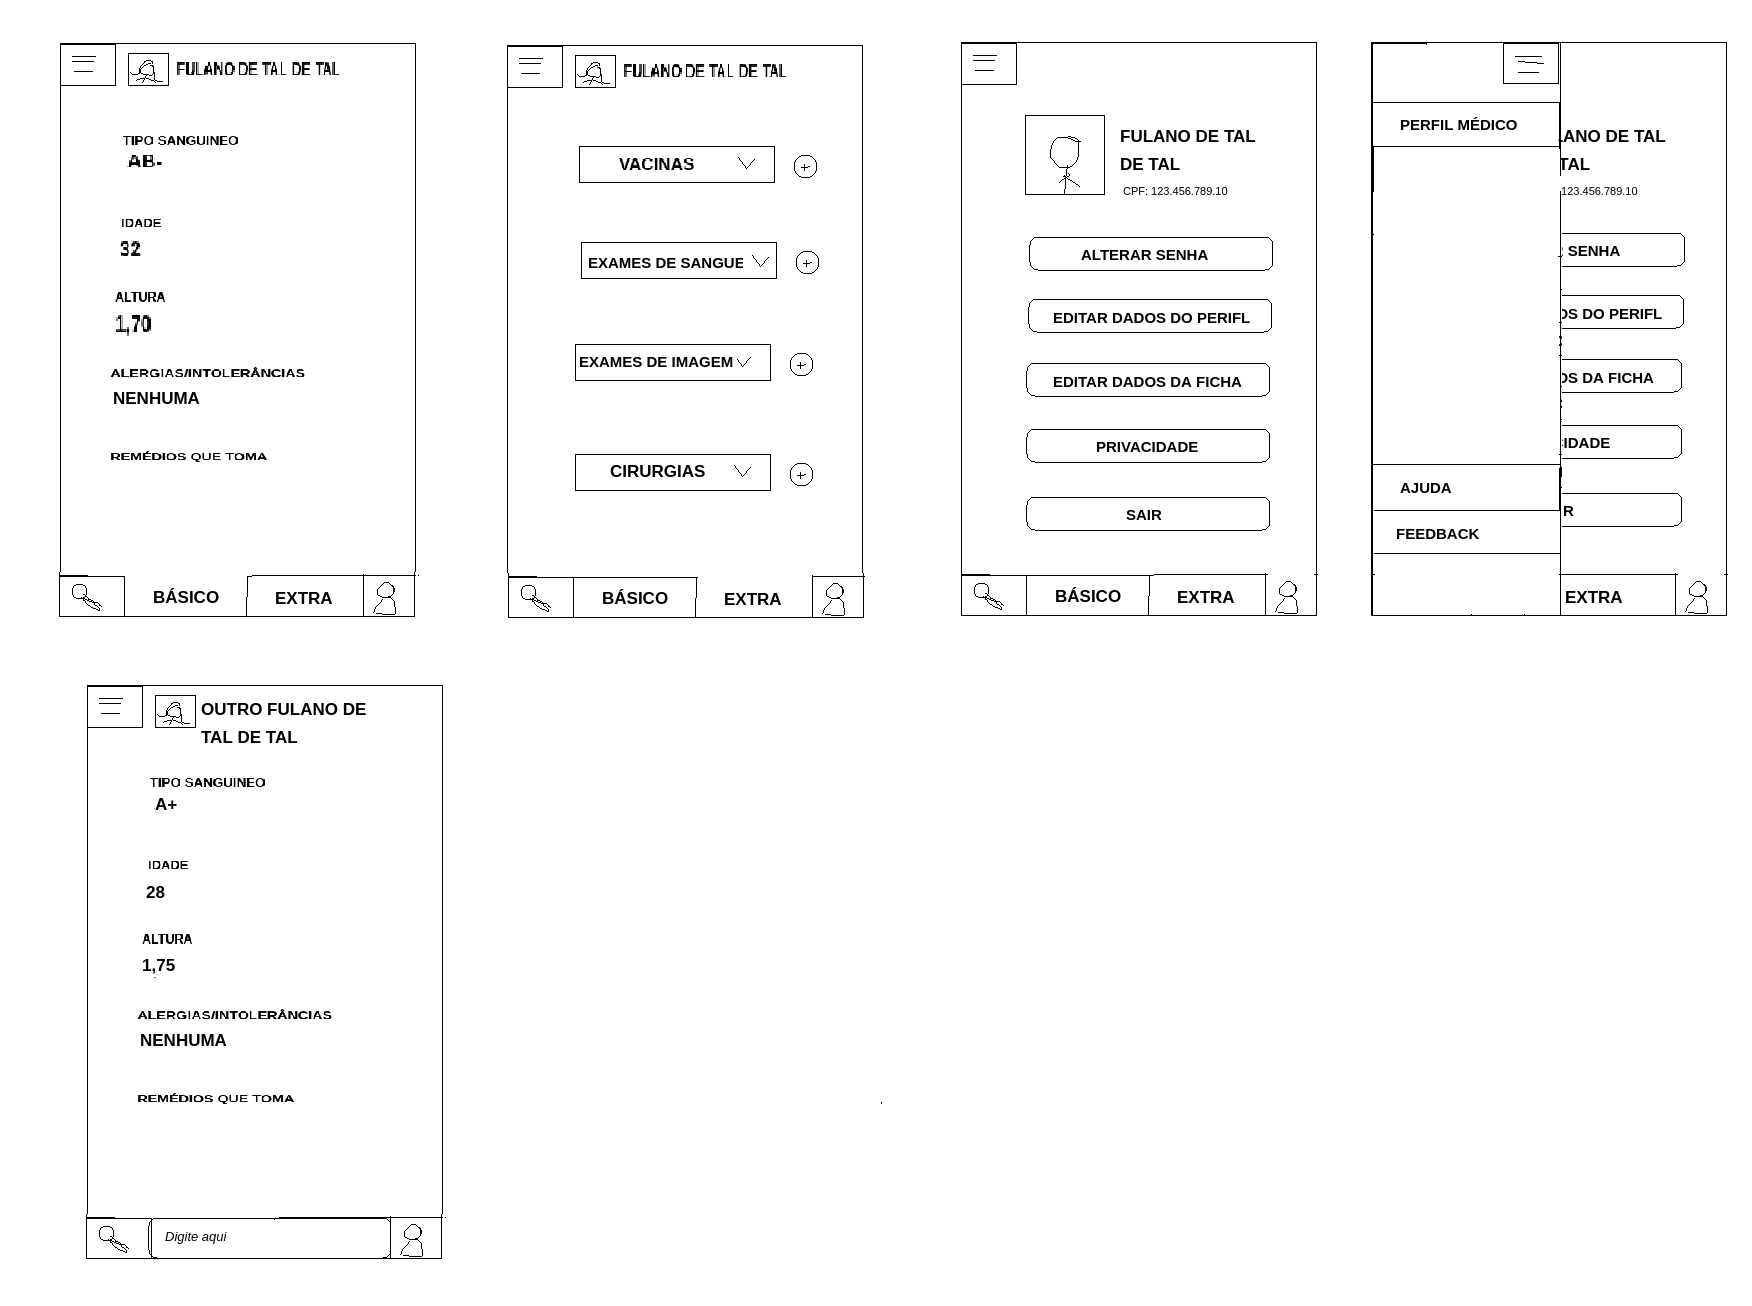 FULANO DE TAL DE TAL
TIPO SANGUINEO
AB-
IDADE
32
ALTURA
1,70
ALERGIAS/INTOLERÂNCIAS
NENHUMA
REMÉDIOS QUE TOMA
BÁSICO
EXTRA
FULANO DE TAL DE TAL
VACINAS
EXAMES DE SANGUE
EXAMES DE IMAGEM
CIRURGIAS
BÁSICO
EXTRA
FULANO DE TAL
DE TAL
CPF: 123.456.789.10
ALTERAR SENHA
EDITAR DADOS DO PERIFL
EDITAR DADOS DA FICHA
PRIVACIDADE
SAIR
BÁSICO
EXTRA
PERFIL MÉDICO
LANO DE TAL
TAL
123.456.789.10
SENHA
OS DO PERIFL
OS DA FICHA
IDADE
AJUDA
R
FEEDBACK
EXTRA
OUTRO FULANO DE
TAL DE TAL
TIPO SANGUINEO
A+
IDADE
28
ALTURA
1,75
ALERGIAS/INTOLERÂNCIAS
NENHUMA
REMÉDIOS QUE TOMA
Digite aqui